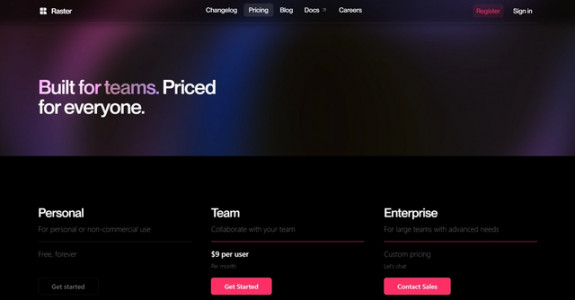 Raster
Changelog Pricing Blog Docs Careers
Register Sign in
Built for teams. Priced
for everyone.
Personal
For personal or non-commercial use
Free, forever
Get started
Team
Collaborate with your team
$9 per user
Per month
Get Started
Enterprise
For large teams with advanced needs
Custom pricing
Let's chat
Contact Sales